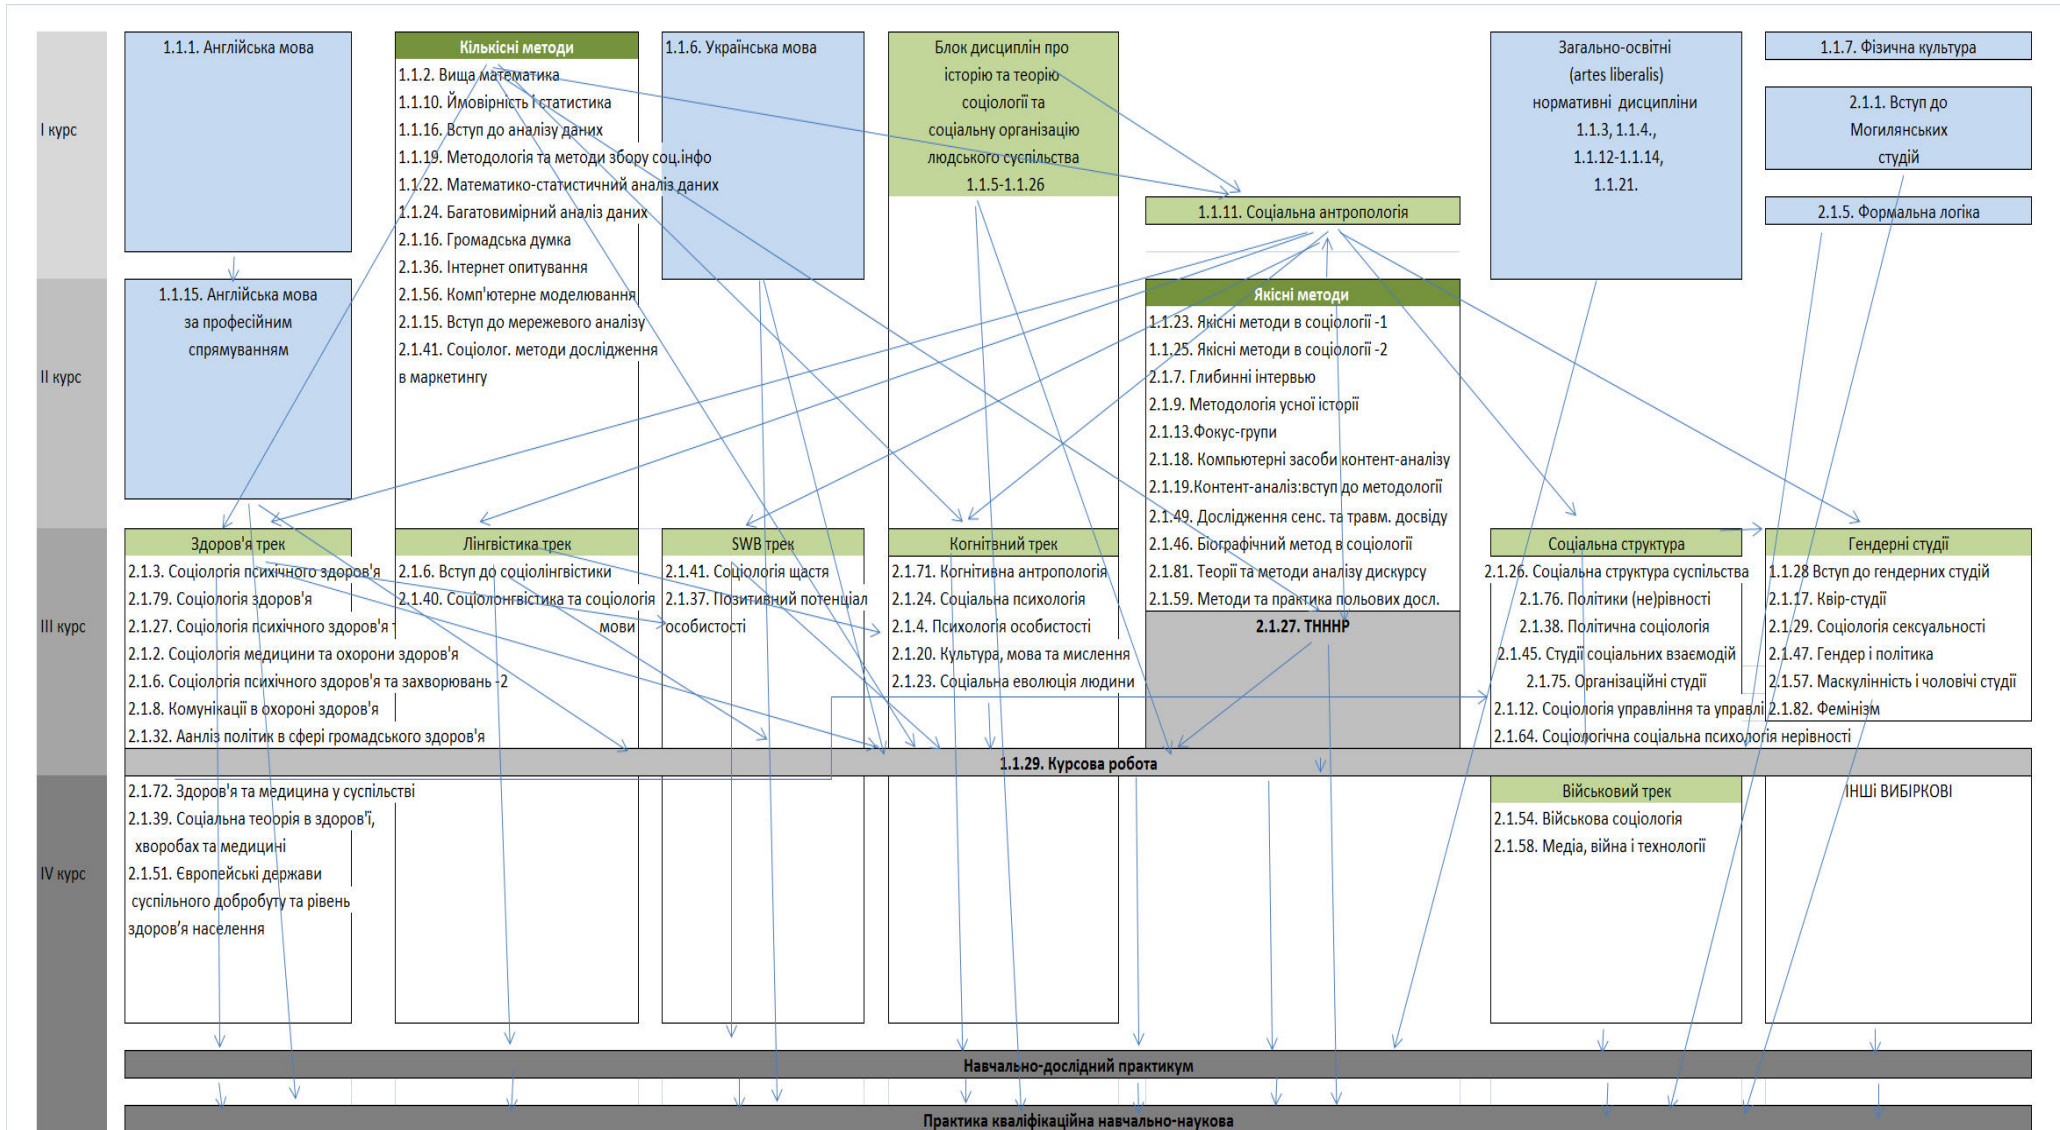 I курс
1.1.1. Англійська мова
Кількісні методи
1.1.2. Вища математика
1.1.10. Ймовірність і статистика
1.1.16. Вступ до аналізу даних
1.1.19. Методологія та методи збору соц.інфо
1.1.22. Математико-статистичний аналіз даних
1.1.24. Багатовимірний аналіз даних
2.1.16. Громадська думка
2.1.36. Інтернет опитування
2.1.56. Комп'ютерне моделювання
2.1.15. Вступ до мережевого аналізу
2.1.41. Соціолог. методи дослідження
в маркетингу
1.1.6. Українська мова
Блок дисциплін про
історію та теорію
соціології та
соціальну організацію
людського суспільства
1.1.5-1.1.26
1.1.11. Соціальна антропологія
Загально-освітні
(artes liberalis)
нормативні дисципліни
1.1.3, 1.1.4.,
1.1.12-1.1.14,
1.1.21.
1.1.7. Фізична культура
2.1.1. Вступ до
Могилянських
студій
2.1.5. Формальна логіка
II курс
1.1.15. Англійська мова
за професійним
спрямуванням
Якісні методи
1.1.23. Якісні методи в соціології -1
1.1.25. Якісні методи в соціології -2
2.1.7. Глибинні інтервью
2.1.9. Методологія усної історії
2.1.13.Фокус-групи
2.1.18. Компьютерні засоби контент-аналізу
2.1.19.Контент-аналіз:вступ до методології
2.1.49. Дослідження сенс. та травм. досвіду
2.1.46. Біографічний метод в соціології
2.1.81. Теорії та методи аналізу дискурсу
2.1.59. Методи та практика польових досл.
2.1.27. ТНННР
III курс
Здоров'я трек
2.1.3. Соціологія психічного здоров'я
2.1.79. Соціологія здоров'я
2.1.27. Соціологія психічного здоров'я т
2.1.2. Соціологія медицини та охорони здоров'я
2.1.6. Соціологія психічного здоров'я та захворювань -2
2.1.8. Комунікації в охороні здоров'я
2.1.32. Аанліз політик в сфері громадського здоров'я
Лінгвістика трек
2.1.6. Вступ до соціолінгвістики
2.1.40. Соціолонгвістика та соціологія
мови
SWB трек
2.1.41. Соціологія щастя
2.1.37. Позитивний потенціал
особистості
Когнітвний трек
2.1.71. Когнітивна антропологія
2.1.24. Соціальна психологія
2.1.4. Психологія особистості
2.1.20. Культура, мова та мислення
2.1.23. Соціальна еволюція людини
Соціальна структура
2.1.26. Соціальна структура суспільства
2.1.76. Політики (не)рівності
2.1.38. Політична соціологія
2.1.45. Студії соціальних взаємодій
2.1.75. Організаційні студії
2.1.12. Соціологія управління та управлі
2.1.64. Соціологічна соціальна психологія нерівності
Гендерні студії
1.1.28 Вступ до гендерних студій
2.1.17. Квір-студії
2.1.29. Соціологія сексуальності
2.1.47. Гендер і політика
2.1.57. Маскулінність і чоловічі студії
2.1.82. Фемінізм
1.1.29. Курсова робота
IV курс
2.1.72. Здоров'я та медицина у суспільстві
2.1.39. Соціальна теоорія в здоров'ї,
хворобах та медицині
2.1.51. Європейські держави
суспільного добробуту та рівень
здоров'я населення
Військовий трек
2.1.54. Військова соціологія
2.1.58. Медіа, війна і технології
ІНШі ВИБІРКОВІ
Навчально-дослідний практикум
Практика кваліфікаційна навчально-наукова